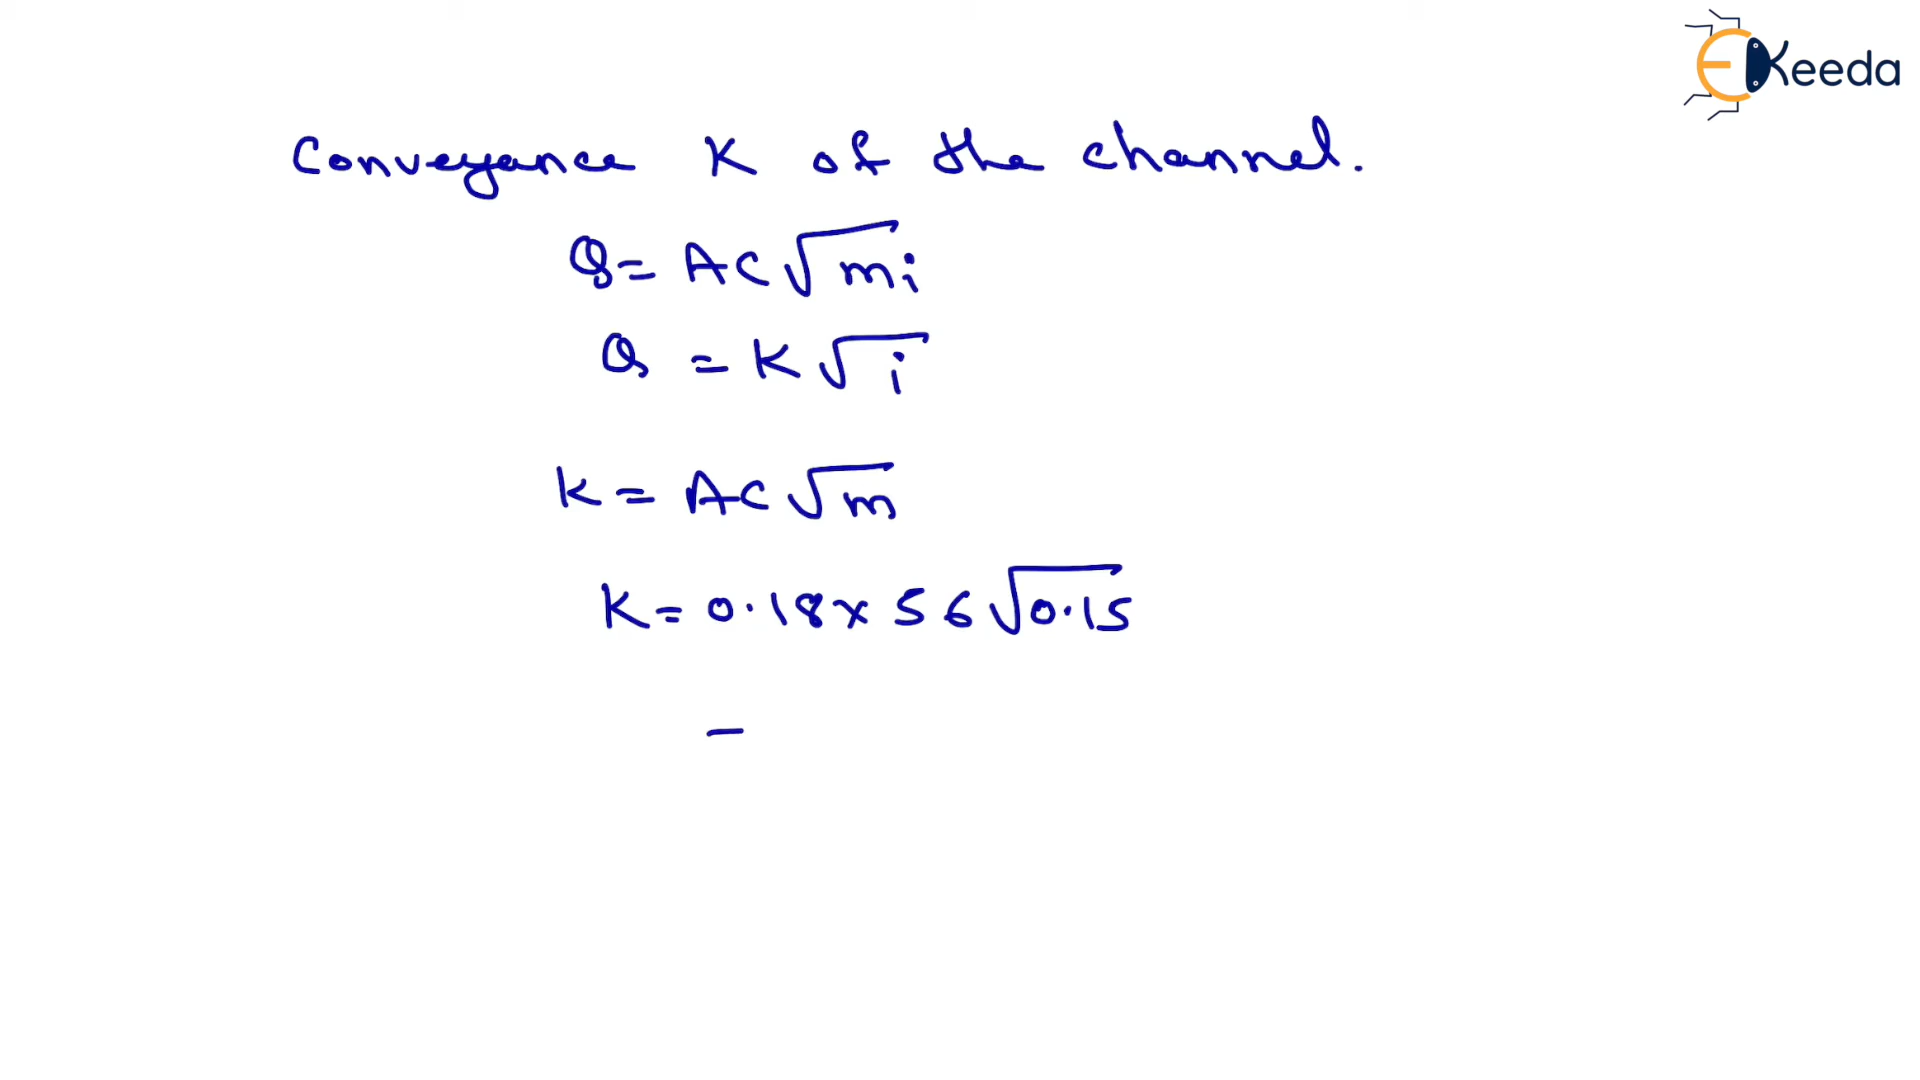 EKeeda
Conveyance K of the channel.
Q = AC√mi
Q = K√i
K = AC√m
K = 0.18 × 56√0.15